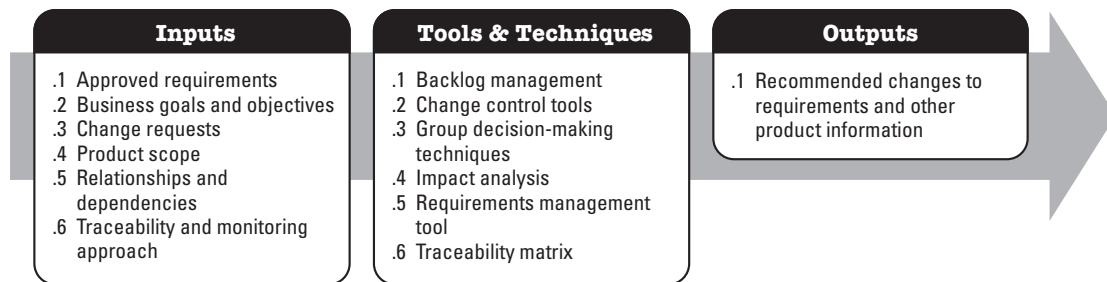 Inputs
.1 Approved requirements
.2 Business goals and objectives
.3 Change requests
.4 Product scope
.5 Relationships and
dependencies
.6 Traceability and monitoring
approach
Tools & Techniques
.1 Backlog management
.2 Change control tools
.3 Group decision-making
techniques
.4 Impact analysis
.5 Requirements management
tool
.6 Traceability matrix
Outputs
.1 Recommended changes to
requirements and other
product information